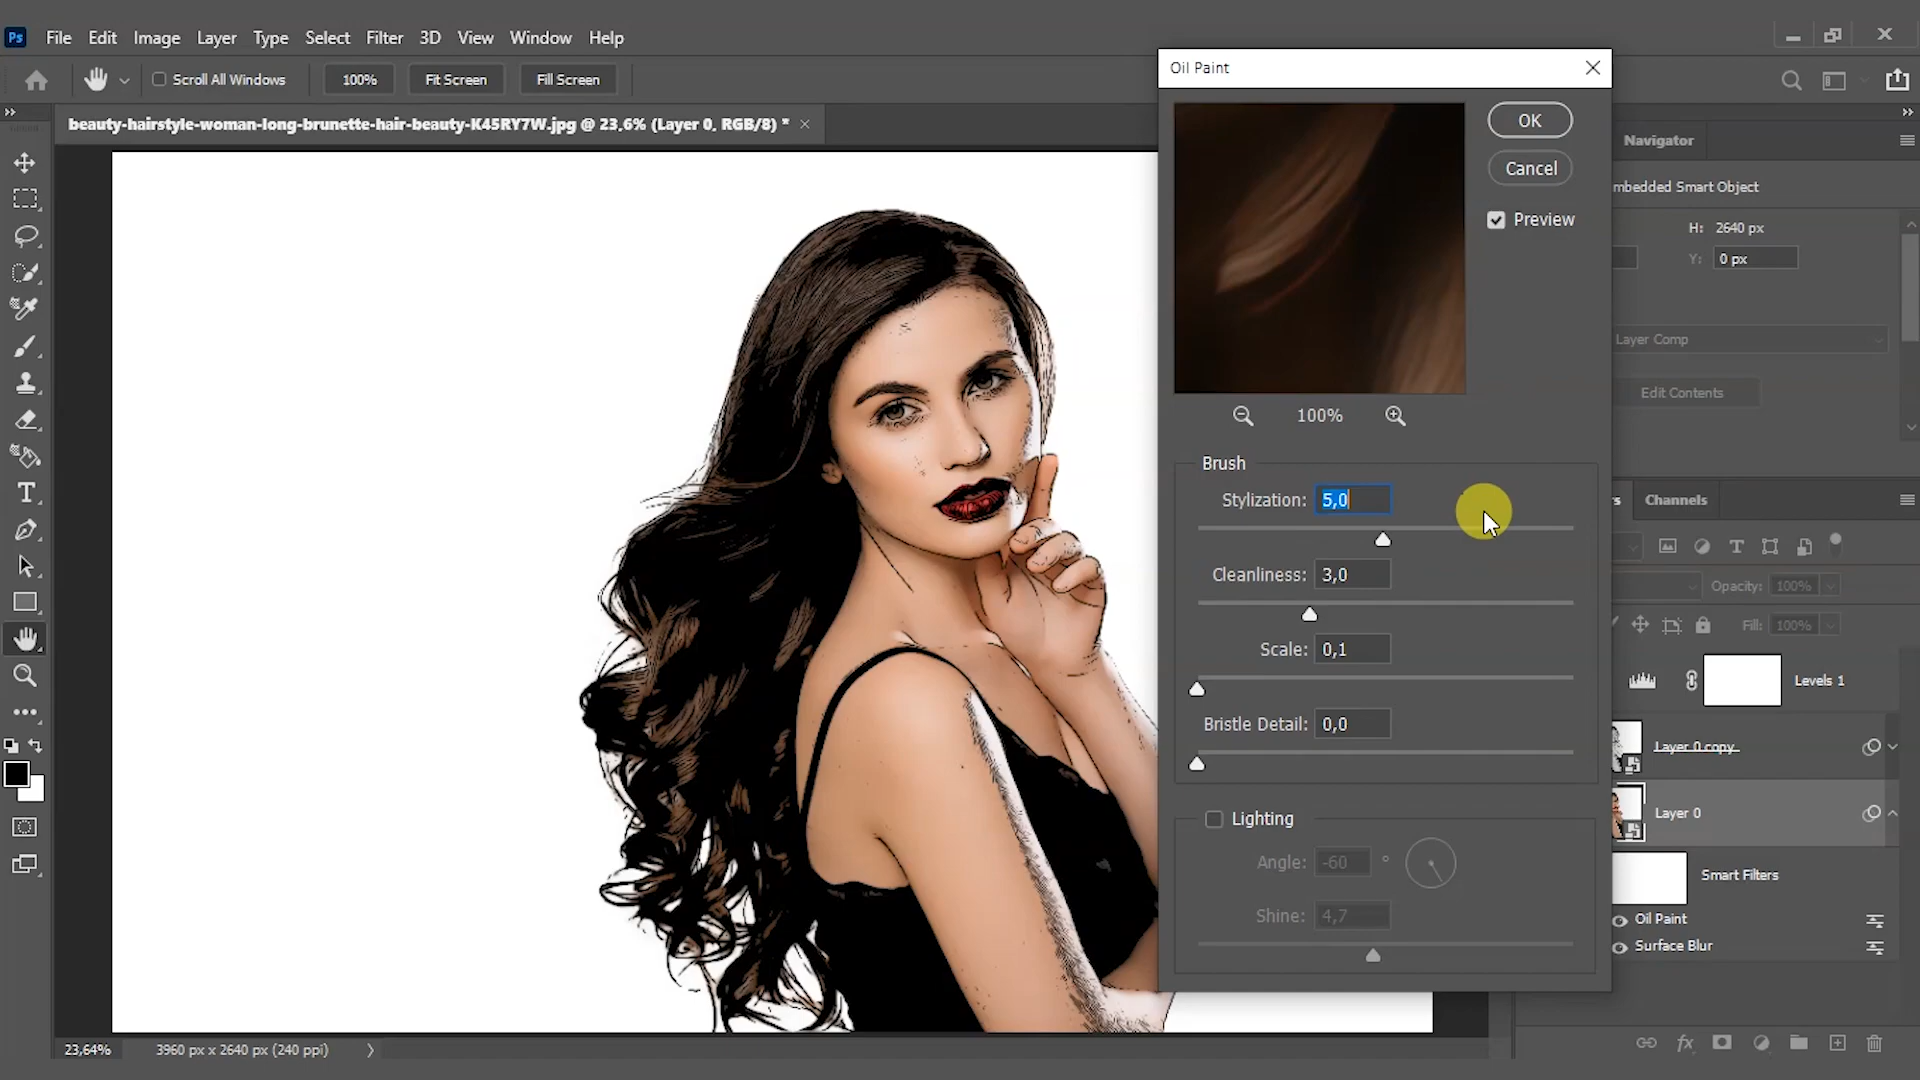 Ps File Edit Image Layer Type Select Filter 3D View Window Help
Scroll All Windows 100% Fit Screen Fill Screen
beauty-hairstyle-woman-long-brunette-hair-beauty-K45RY7W.jpg @ 23,6% (Layer 0, RGB/8) *
Oil Paint
OK
Cancel
Preview
100%
Brush
Stylization: 5,0
Cleanliness: 3,0
Scale: 0,1
Bristle Detail: 0,0
Lighting
Angle: -60 °
Shine: 4,7
Navigator
mbedded Smart Object
H: 2640 px
Y: 0 px
Layer Comp
Edit Contents
rs Channels
Opacity: 100%
Fill: 100%
Levels 1
Layer 0 copy
Layer 0
Smart Filters
Oil Paint
Surface Blur
23,64% 3960 px x 2640 px (240 ppi)